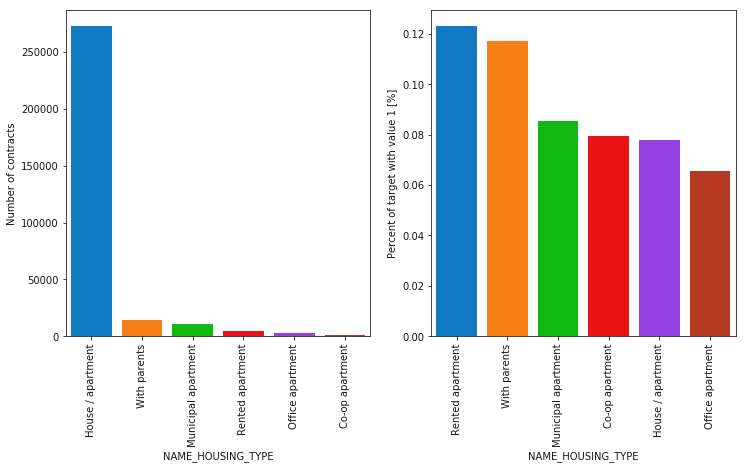 Number of contracts
250000
200000
150000
100000
50000
0
House / apartment
With parents
Municipal apartment
Rented apartment
Office apartment
Co-op apartment
NAME_HOUSING_TYPE
Percent of target with value 1 [%]
0.12
0.10
0.08
0.06
0.04
0.02
0.00
Rented apartment
With parents
Municipal apartment
Co-op apartment
House / apartment
Office apartment
NAME_HOUSING_TYPE